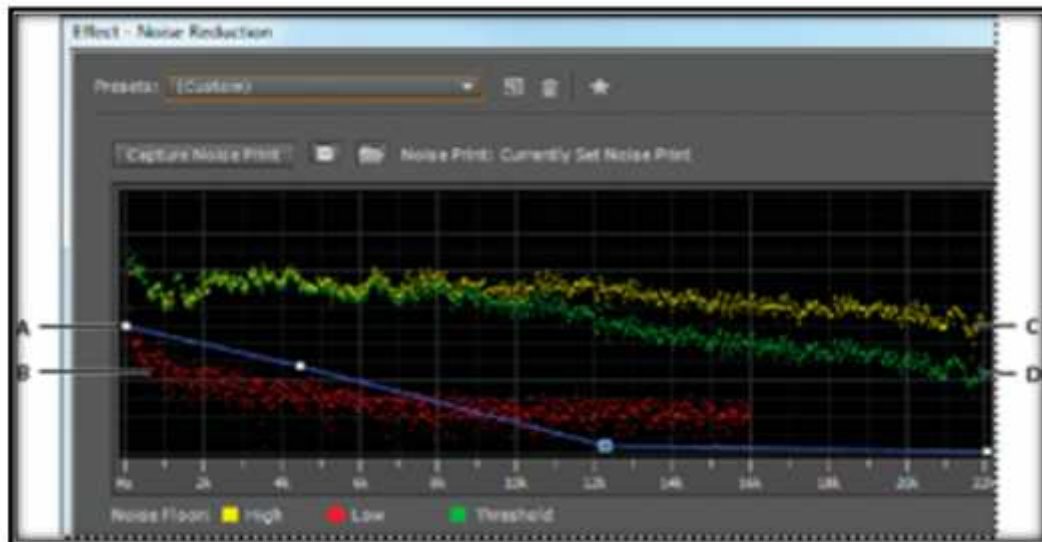 Effect - Noise Reduction
Presets: (Custom)
Capture Noise Print Noise Print: Currently Set Noise Print
A
C
B
D
Hz 2k 4k 6k 8k 10k 12k 14k 16k 18k 20k 22k
Noise Floor: High Low Threshold